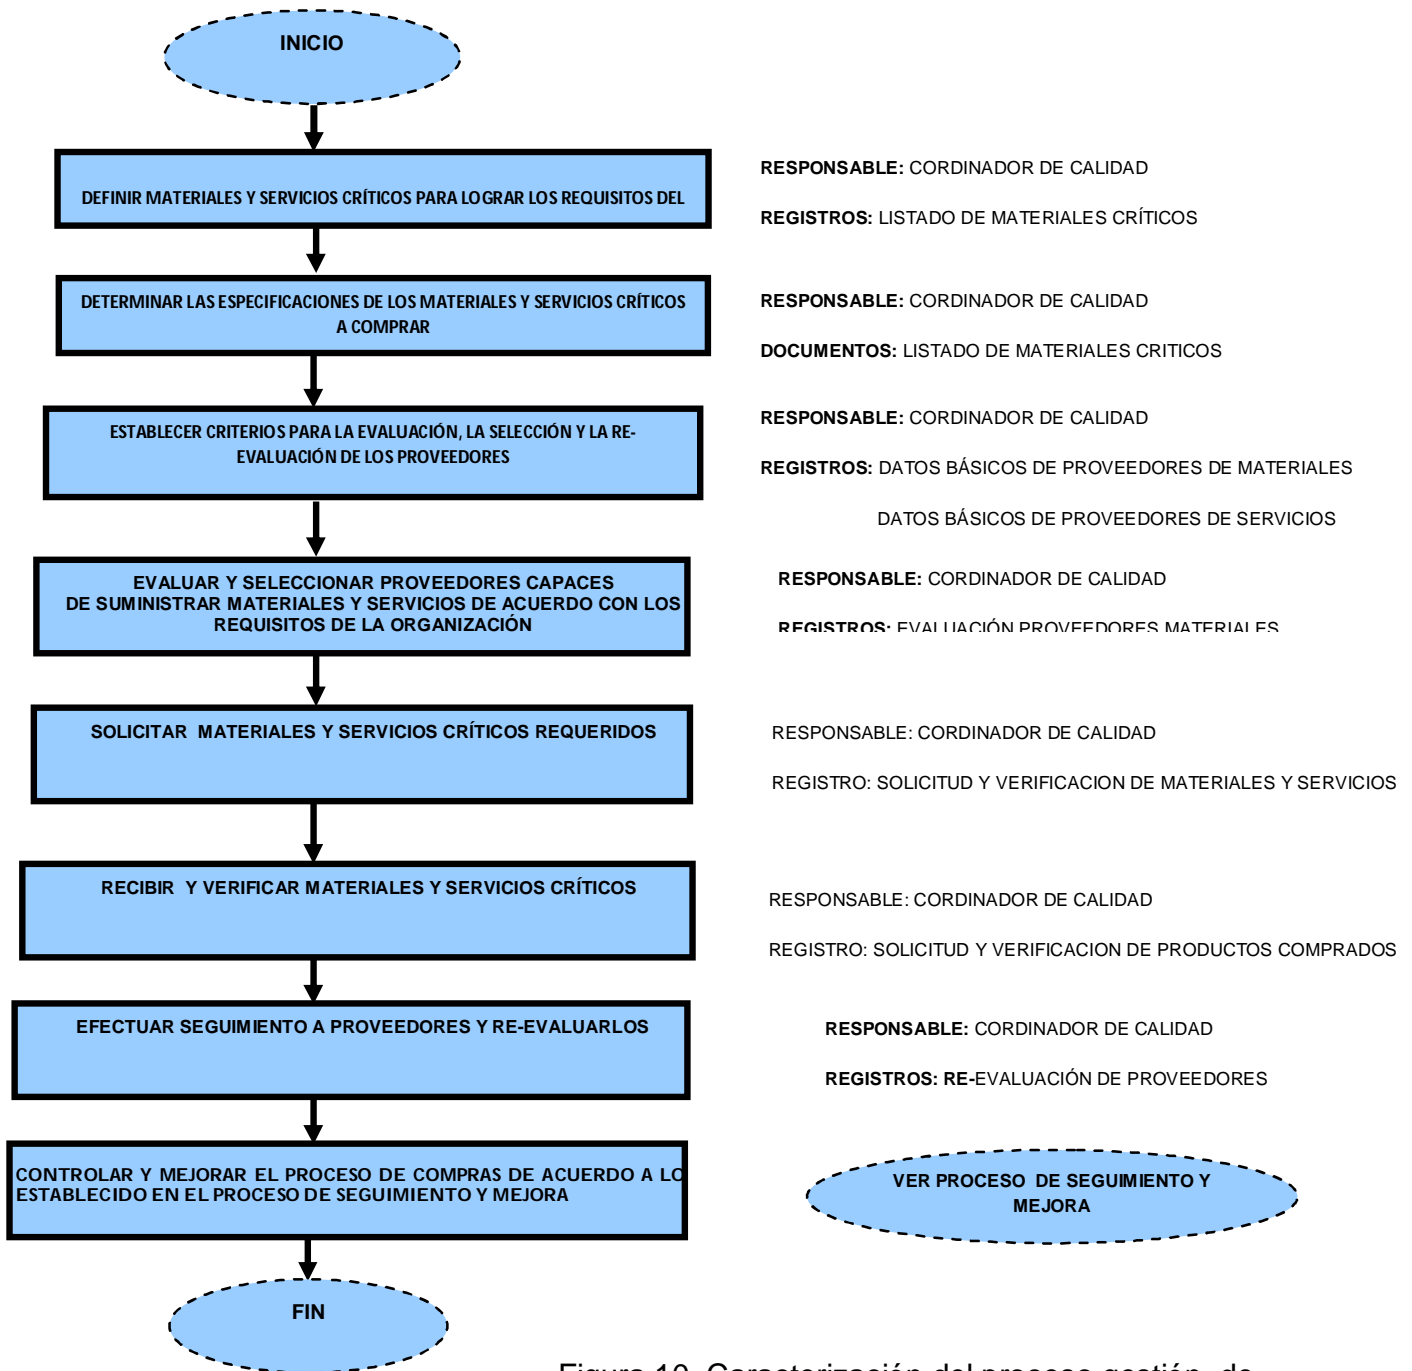 INICIO
DEFINIR MATERIALES Y SERVICIOS CRÍTICOS PARA LOGRAR LOS REQUISITOS DEL
RESPONSABLE: CORDINADOR DE CALIDAD
REGISTROS: LISTADO DE MATERIALES CRÍTICOS
DETERMINAR LAS ESPECIFICACIONES DE LOS MATERIALES Y SERVICIOS CRÍTICOS
A COMPRAR
RESPONSABLE: CORDINADOR DE CALIDAD
DOCUMENTOS: LISTADO DE MATERIALES CRITICOS
ESTABLECER CRITERIOS PARA LA EVALUACIÓN, LA SELECCIÓN Y LA RE-
EVALUACIÓN DE LOS PROVEEDORES
RESPONSABLE: CORDINADOR DE CALIDAD
REGISTROS: DATOS BÁSICOS DE PROVEEDORES DE MATERIALES
DATOS BÁSICOS DE PROVEEDORES DE SERVICIOS
EVALUAR Y SELECCIONAR PROVEEDORES CAPACES
DE SUMINISTRAR MATERIALES Y SERVICIOS DE ACUERDO CON LOS
REQUISITOS DE LA ORGANIZACIÓN
RESPONSABLE: CORDINADOR DE CALIDAD
REGISTROS: EVALUACIÓN PROVEEDORES MATERIALES
SOLICITAR MATERIALES Y SERVICIOS CRÍTICOS REQUERIDOS
RESPONSABLE: CORDINADOR DE CALIDAD
REGISTRO: SOLICITUD Y VERIFICACION DE MATERIALES Y SERVICIOS
RECIBIR Y VERIFICAR MATERIALES Y SERVICIOS CRÍTICOS
RESPONSABLE: CORDINADOR DE CALIDAD
REGISTRO: SOLICITUD Y VERIFICACION DE PRODUCTOS COMPRADOS
EFECTUAR SEGUIMIENTO A PROVEEDORES Y RE-EVALUARLOS
RESPONSABLE: CORDINADOR DE CALIDAD
REGISTROS: RE-EVALUACIÓN DE PROVEEDORES
CONTROLAR Y MEJORAR EL PROCESO DE COMPRAS DE ACUERDO A LO
ESTABLECIDO EN EL PROCESO DE SEGUIMIENTO Y MEJORA
VER PROCESO DE SEGUIMIENTO Y
MEJORA
FIN
Figura 10. Caracterización del proceso gestión de